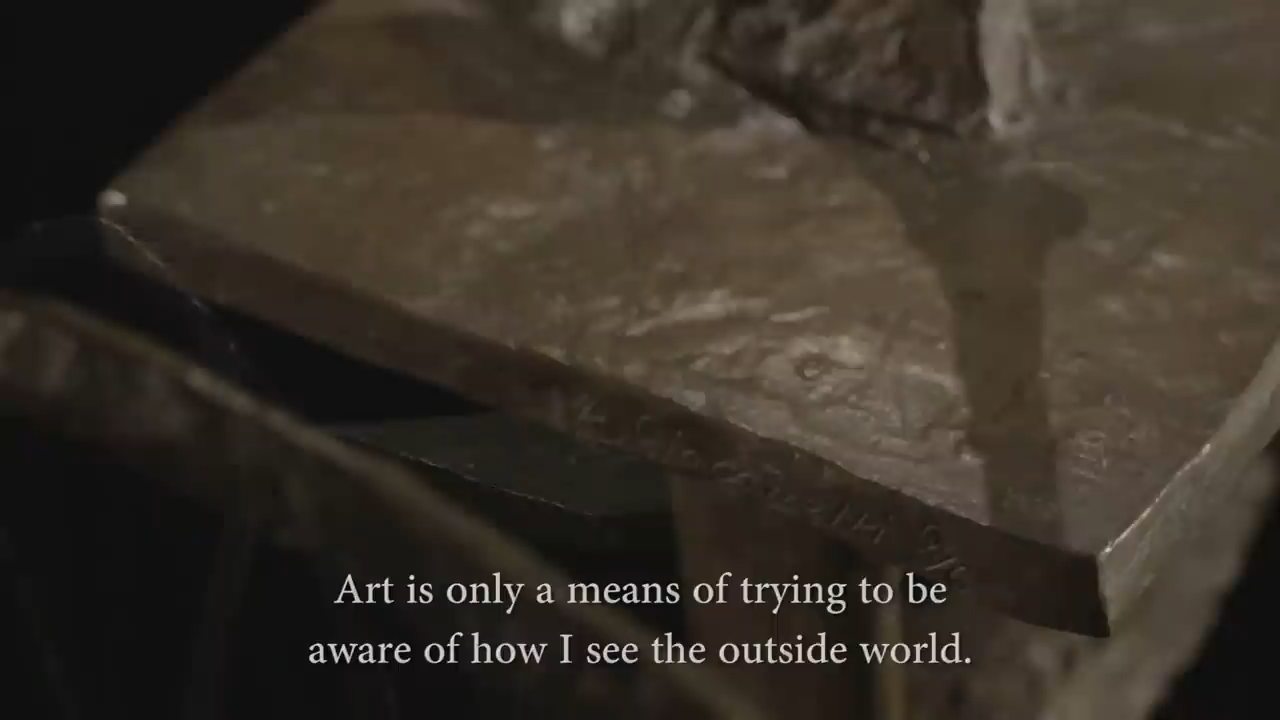 Art is only a means of trying to be
aware of how I see the outside world.